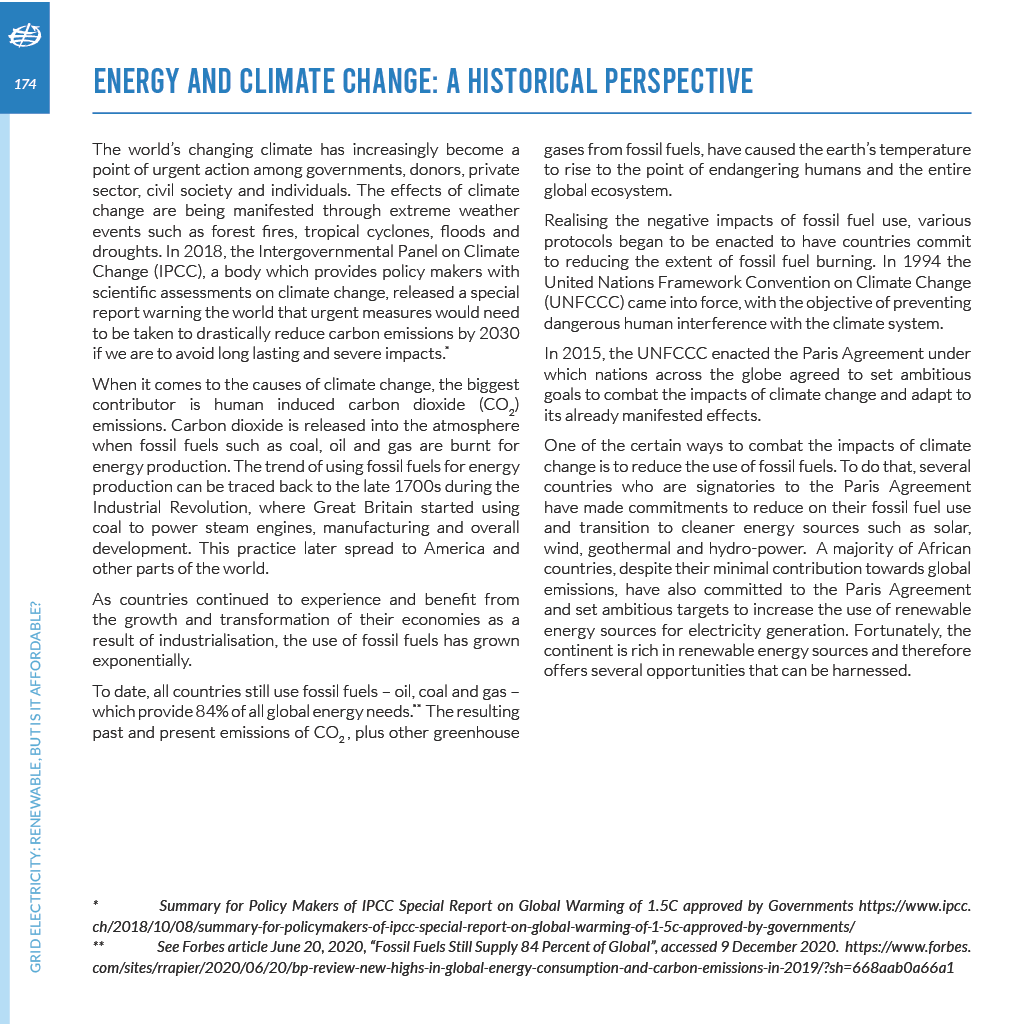 174
ENERGY AND CLIMATE CHANGE: A HISTORICAL PERSPECTIVE
The world's changing climate has increasingly become a
point of urgent action among governments, donors, private
sector, civil society and individuals. The effects of climate
change are being manifested through extreme weather
events such as forest fires, tropical cyclones, floods and
droughts. In 2018, the Intergovernmental Panel on Climate
Change (IPCC), a body which provides policy makers with
scientific assessments on climate change, released a special
report warning the world that urgent measures would need
to be taken to drastically reduce carbon emissions by 2030
if we are to avoid long lasting and severe impacts.*
When it comes to the causes of climate change, the biggest
contributor is human induced carbon dioxide (CO₂)
emissions. Carbon dioxide is released into the atmosphere
when fossil fuels such as coal, oil and gas are burnt for
energy production. The trend of using fossil fuels for energy
production can be traced back to the late 1700s during the
Industrial Revolution, where Great Britain started using
coal to power steam engines, manufacturing and overall
development. This practice later spread to America and
other parts of the world.
As countries continued to experience and benefit from
the growth and transformation of their economies as a
result of industrialisation, the use of fossil fuels has grown
exponentially.
To date, all countries still use fossil fuels – oil, coal and gas –
which provide 84% of all global energy needs.** The resulting
past and present emissions of CO₂, plus other greenhouse
gases from fossil fuels, have caused the earth's temperature
to rise to the point of endangering humans and the entire
global ecosystem.
Realising the negative impacts of fossil fuel use, various
protocols began to be enacted to have countries commit
to reducing the extent of fossil fuel burning. In 1994 the
United Nations Framework Convention on Climate Change
(UNFCCC) came into force, with the objective of preventing
dangerous human interference with the climate system.
In 2015, the UNFCCC enacted the Paris Agreement under
which nations across the globe agreed to set ambitious
goals to combat the impacts of climate change and adapt to
its already manifested effects.
One of the certain ways to combat the impacts of climate
change is to reduce the use of fossil fuels. To do that, several
countries who are signatories to the Paris Agreement
have made commitments to reduce on their fossil fuel use
and transition to cleaner energy sources such as solar,
wind, geothermal and hydro-power. A majority of African
countries, despite their minimal contribution towards global
emissions, have also committed to the Paris Agreement
and set ambitious targets to increase the use of renewable
energy sources for electricity generation. Fortunately, the
continent is rich in renewable energy sources and therefore
offers several opportunities that can be harnessed.
GRID ELECTRICITY: RENEWABLE, BUT IS IT AFFORDABLE?
* Summary for Policy Makers of IPCC Special Report on Global Warming of 1.5C approved by Governments https://www.ipcc.
ch/2018/10/08/summary-for-policymakers-of-ipcc-special-report-on-global-warming-of-1-5c-approved-by-governments/
** See Forbes article June 20, 2020, "Fossil Fuels Still Supply 84 Percent of Global", accessed 9 December 2020. https://www.forbes.
com/sites/rrapier/2020/06/20/bp-review-new-highs-in-global-energy-consumption-and-carbon-emissions-in-2019/?sh=668aab0a66a1